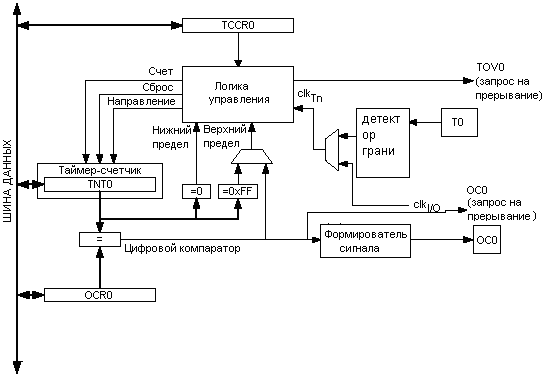 TCCR0
Счет
Сброс
Направление
Логика
управления
TOV0
(запрос на
прерывание)
clkTn
Нижний
предел
Верхний
предел
детект
ор
грани
T0
ШИНА ДАННЫХ
Таймер-счетчик
TNT0
=0
=0xFF
clkI/O
OC0
(запрос на
прерывание)
=
Цифровой компаратор
Формирователь
сигнала
OC0
OCR0